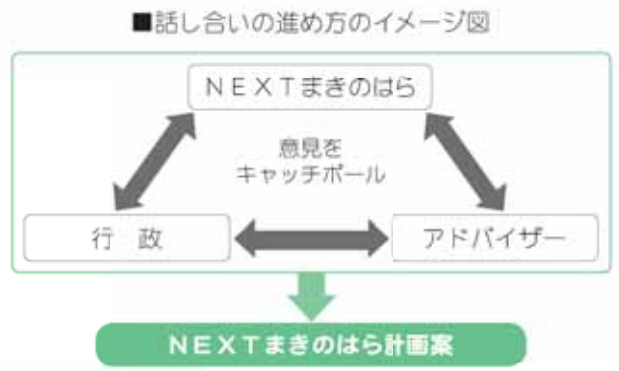 ■話し合いの進め方のイメージ図
ＮＥＸＴまきのはら
意見を
キャッチボール
行　政
アドバイザー
ＮＥＸＴまきのはら計画案